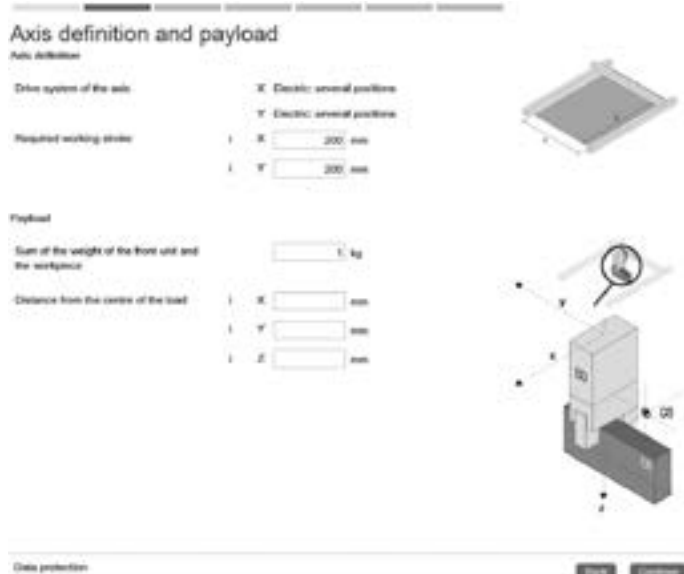 Axis definition and payload
Axis definition
Drive system of the axis
X Electric: several positions
Y Electric: several positions
Required working stroke
i X 200 mm
i Y 200 mm
Payload
Sum of the weight of the front unit and
the workpiece
kg
Distance from the centre of the load
i X mm
i Y mm
i Z mm
y
x
z
Data protection
Back
Continue